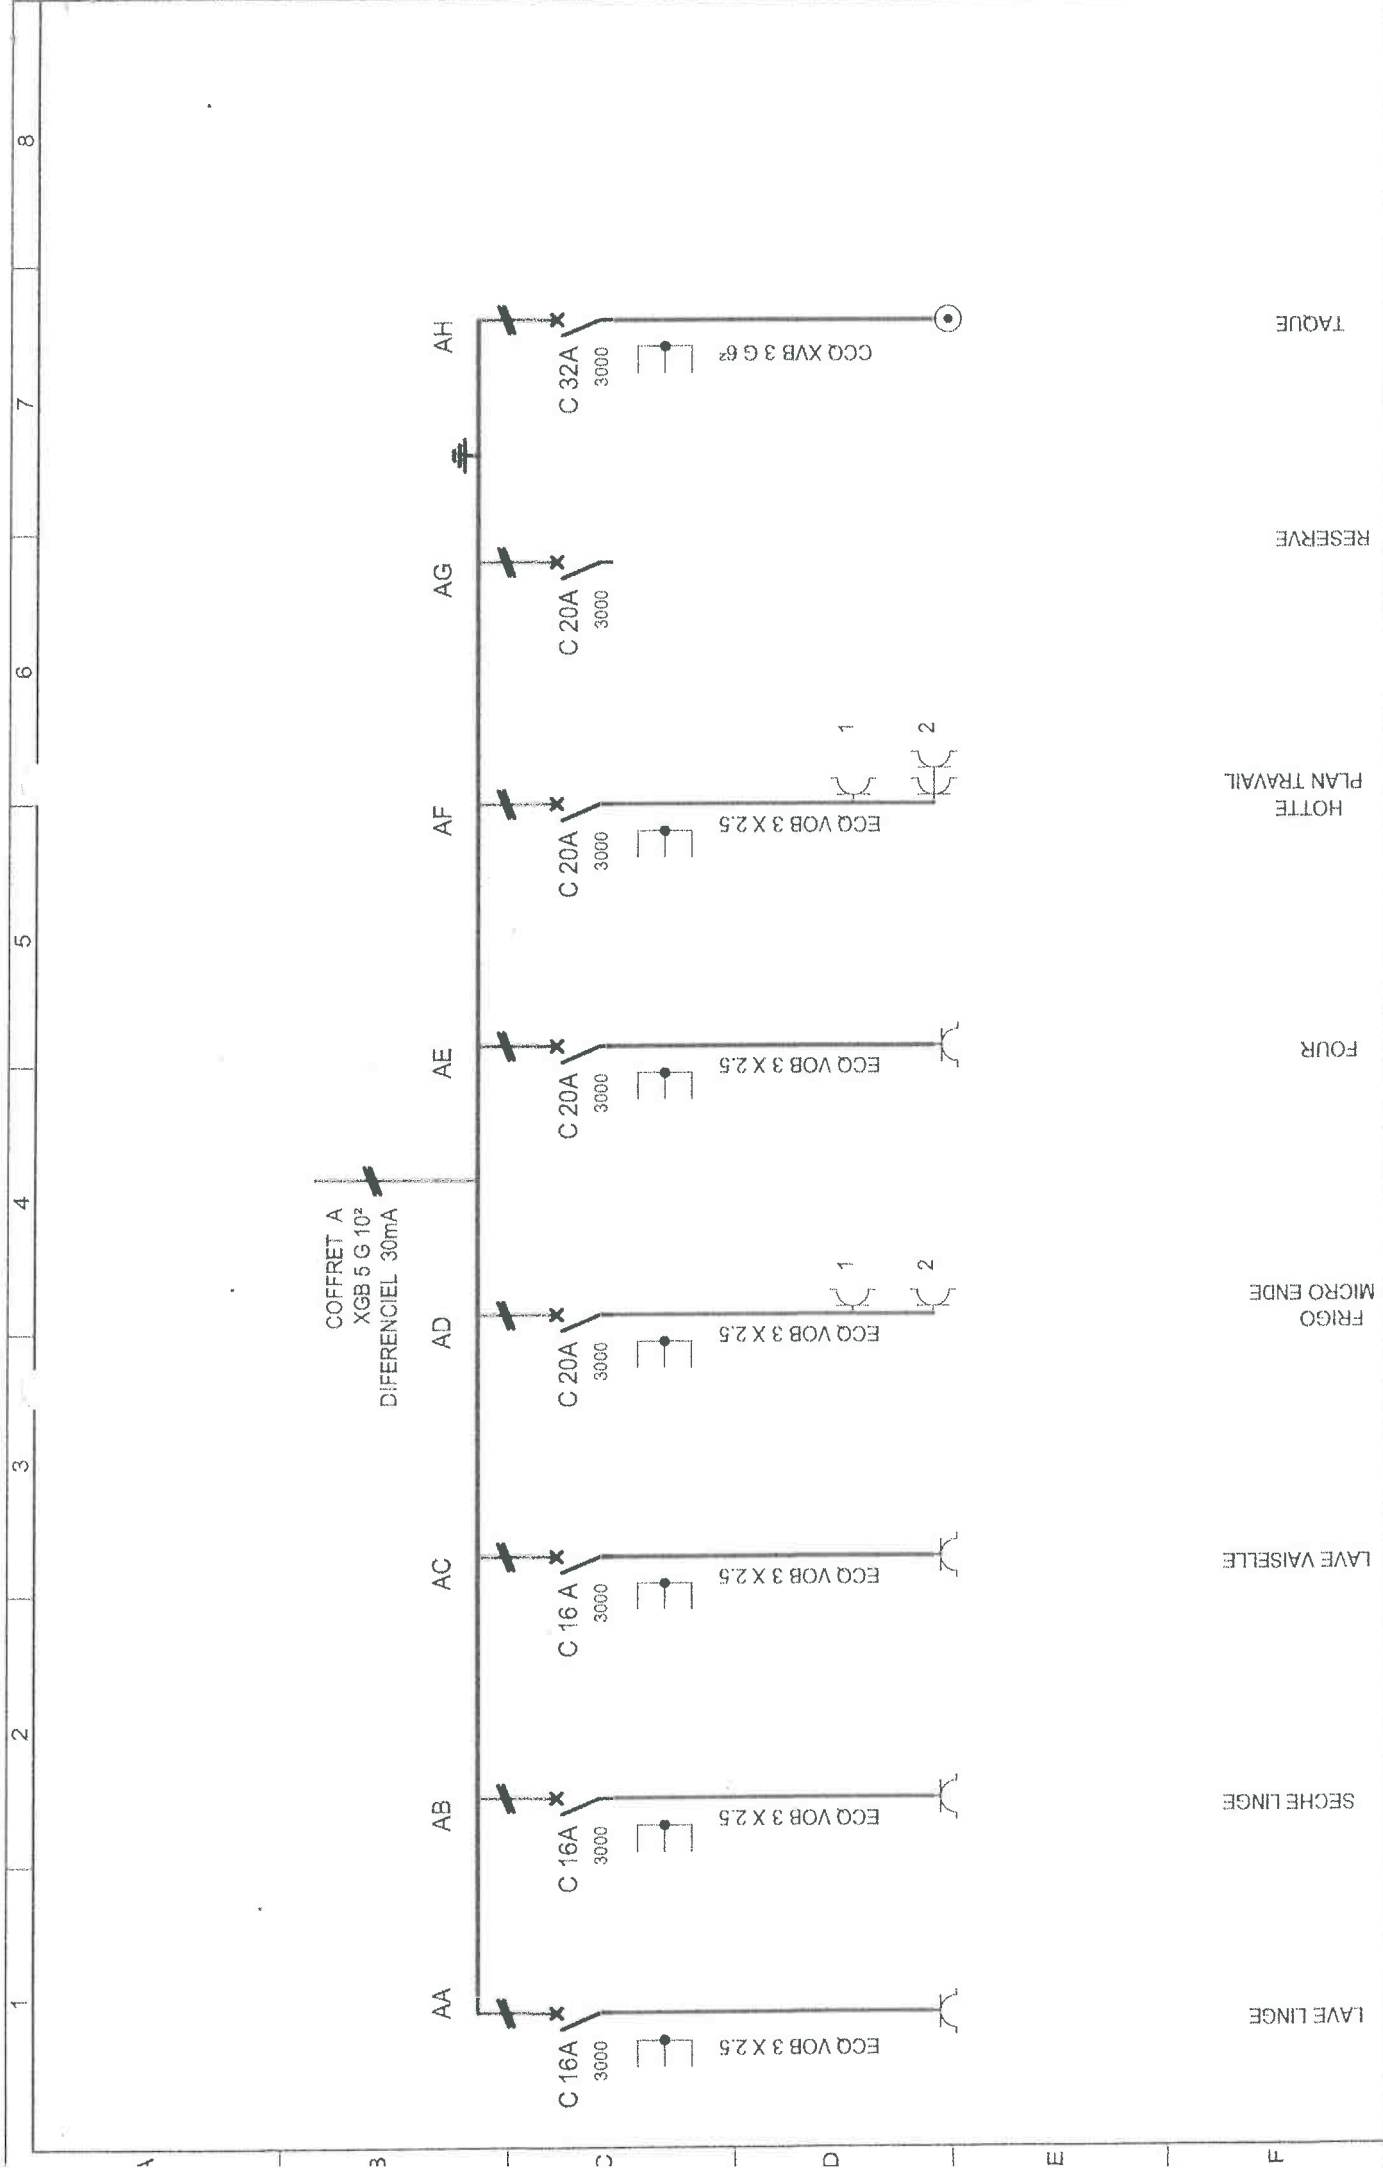 1 2 3 4 5 6 7 8
A
B
C
D
E
F
COFFRET A
XGB 5 G 10²
DIFERENCIEL 30mA
AA
C 16A
3000
ECQ VOB 3 X 2.5
LAVE LINGE
AB
C 16A
3000
ECQ VOB 3 X 2.5
SECHE LINGE
AC
C 16 A
3000
ECQ VOB 3 X 2.5
LAVE VAISELLE
AD
C 20A
3000
ECQ VOB 3 X 2.5
1
2
FRIGO
MICRO ENDE
AE
C 20A
3000
ECQ VOB 3 X 2.5
FOUR
AF
C 20A
3000
ECQ VOB 3 X 2.5
1
2
HOTTE
PLAN TRAVAIL
AG
C 20A
3000
RESERVE
AH
C 32A
3000
CCQ XVB 3 G 6²
TAQUE